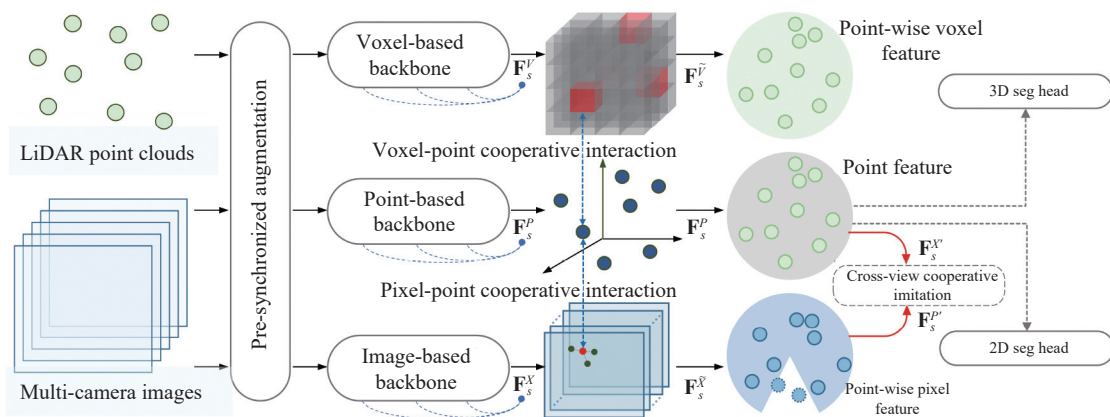 LiDAR point clouds
Multi-camera images
Pre-synchronized augmentation
Voxel-based
backbone
F_s^V
F_s^{\tilde{V}}
Point-wise voxel
feature
Voxel-point cooperative interaction
Point-based
backbone
F_s^P
F_s^P
Point feature
Pixel-point cooperative interaction
Image-based
backbone
F_s^X
F_s^{\tilde{X}}
Point-wise pixel
feature
3D seg head
F_s^{X'}
Cross-view cooperative
imitation
F_s^{P'}
2D seg head